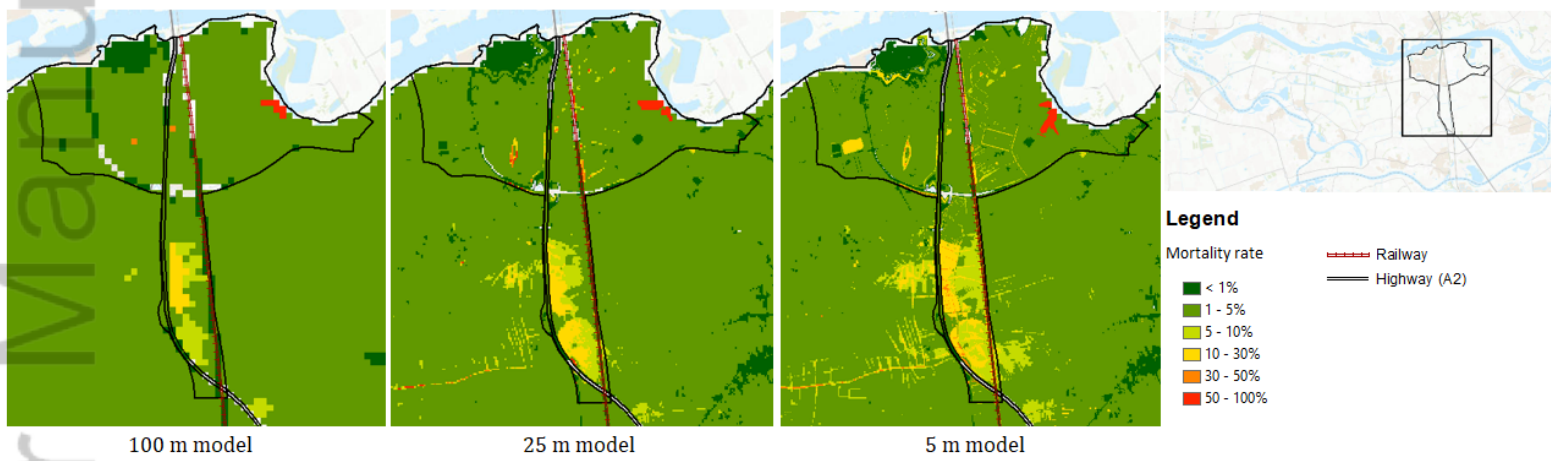 r Manu
Legend
Mortality rate
< 1%
1 - 5%
5 - 10%
10 - 30%
30 - 50%
50 - 100%
Railway
Highway (A2)
100 m model
25 m model
5 m model